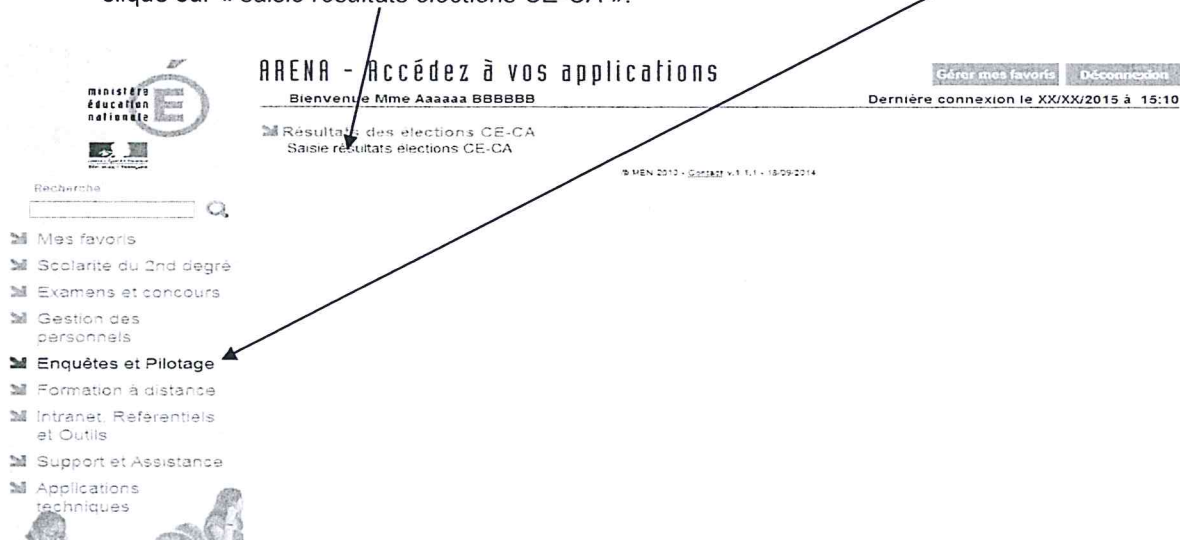 clique sur « saisie résultats élections CE-CA ».
ministère
éducation
nationale
ARENA - Accédez à vos applications
Gérer mes favoris Déconnexion
Bienvenue Mme Aaaaaa BBBBBB
Dernière connexion le XX/XX/2015 à 15:10
Résultats des élections CE-CA
Saisie résultats élections CE-CA
© MEN 2012 - Contact v.1.1.1 - 18/09/2014
Recherche
Mes favoris
Scolarité du 2nd degré
Examens et concours
Gestion des
personnels
Enquêtes et Pilotage
Formation à distance
Intranet, Référentiels
et Outils
Support et Assistance
Applications
techniques